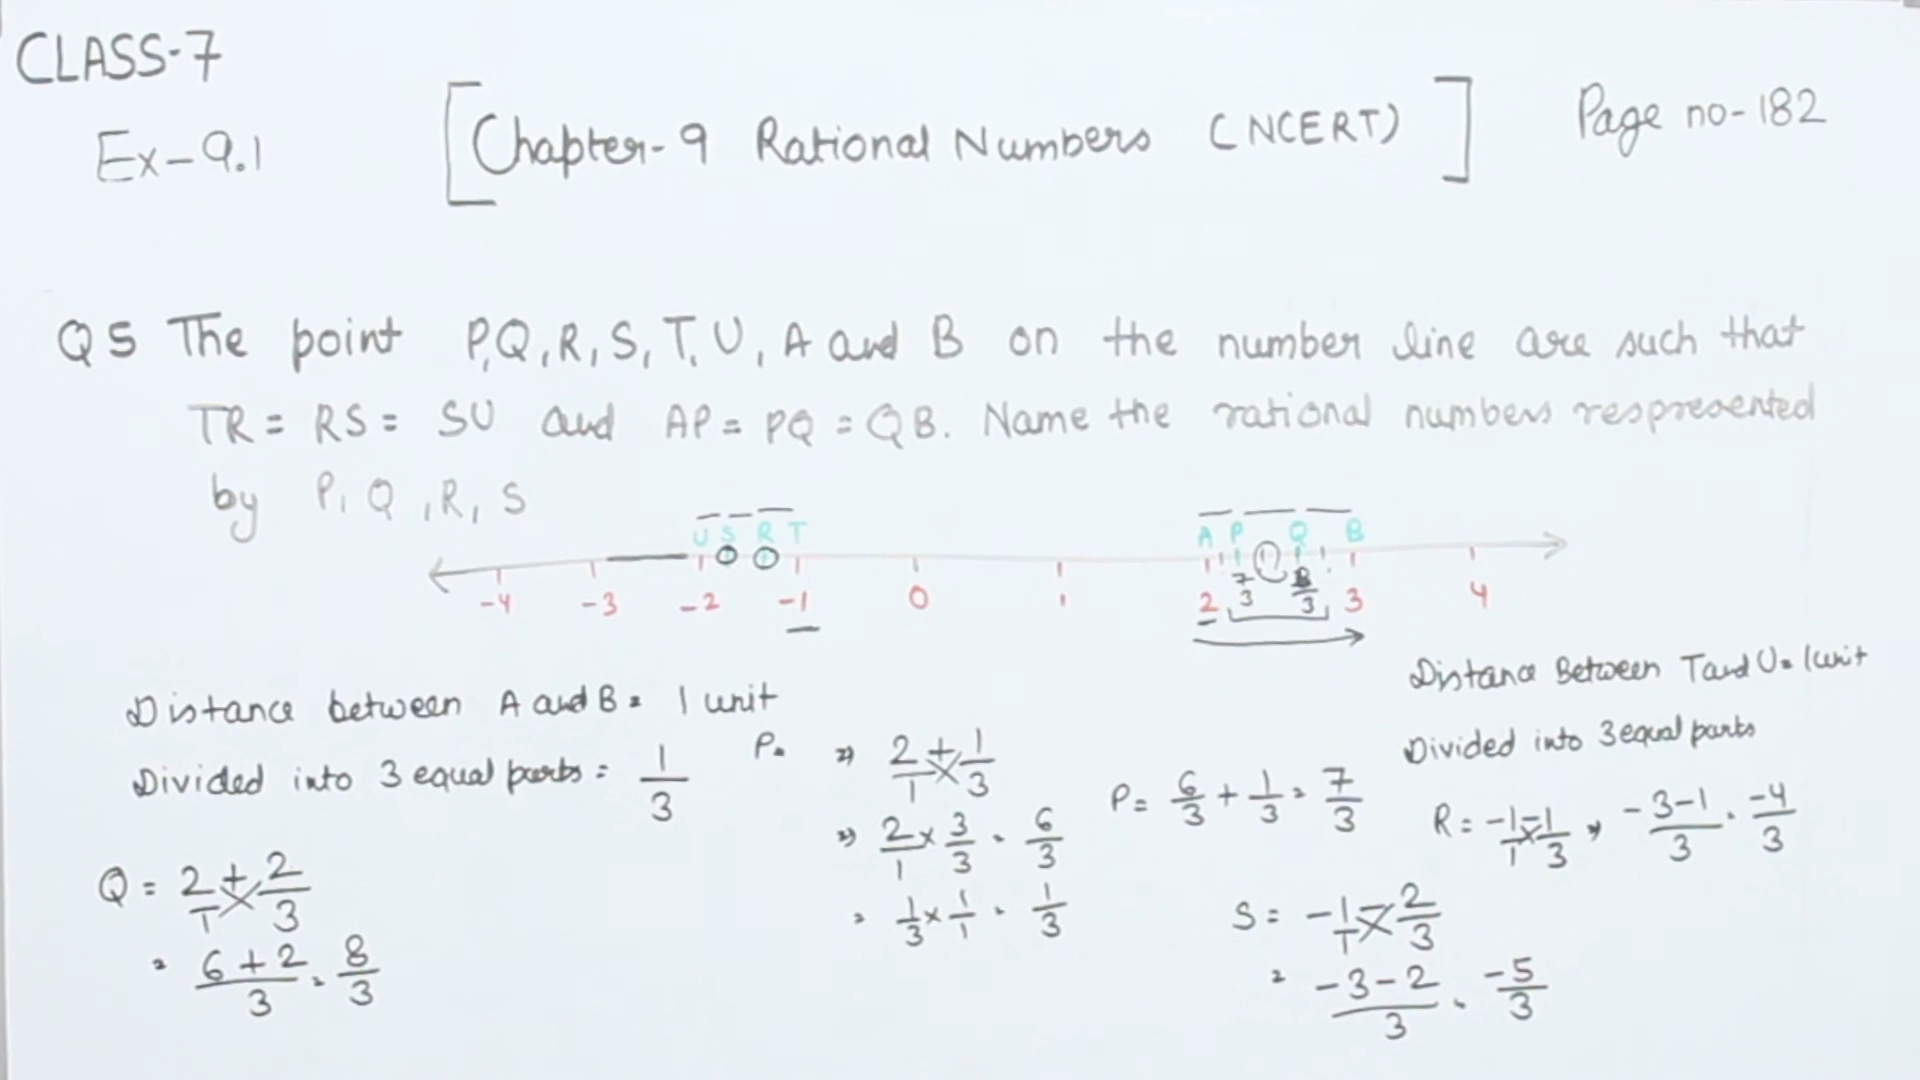 CLASS-7
Ex-9.1
[Chapter-9 Rational Numbers (NCERT)]
Page no-182
Q5 The point P,Q,R,S,T,U, A and B on the number line are such that
TR = RS = SU and AP = PQ = QB. Name the rational numbers respresented
by P, Q, R, S
U S R T A P Q B
-4 -3 -2 -1 0 1 2 7/3 8/3 3 4
Distance between A and B = 1 unit
Divided into 3 equal parts = 1/3
Q = 2/1 + 2/3
= 6+2/3 = 8/3
P =
⇒ 2/1 + 1/3
⇒ 2/1 × 3/3 = 6/3
= 1/3 × 1/1 = 1/3
P = 6/3 + 1/3 = 7/3
Distance Between T and U = 1 unit
Divided into 3 equal parts
R = -1/1 - 1/3 ⇒ -3-1/3 = -4/3
S = -1/1 - 2/3
= -3-2/3 = -5/3